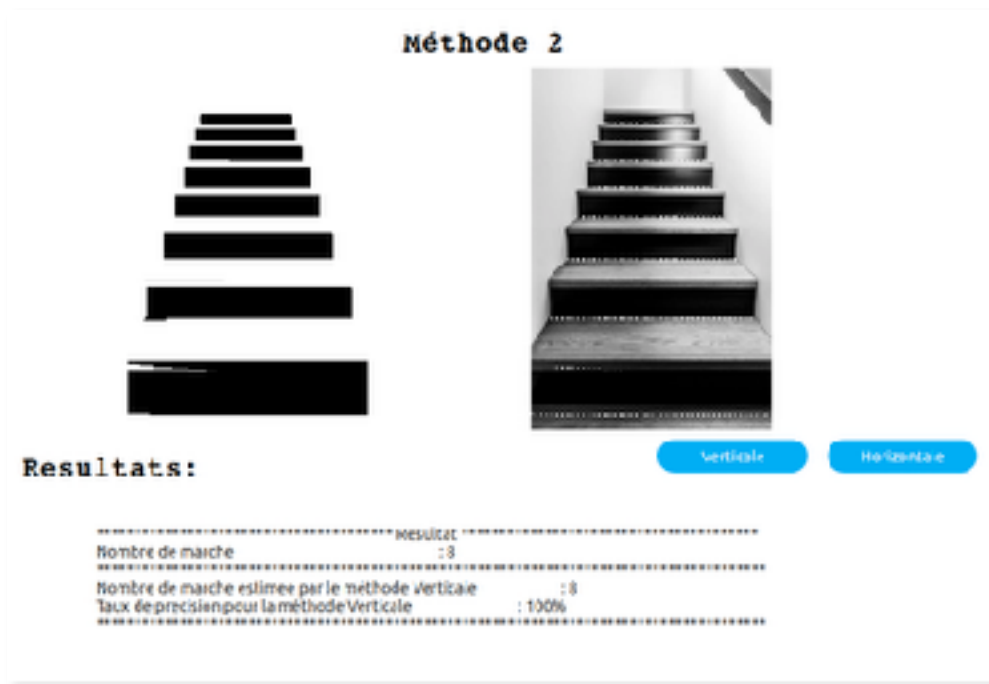 Méthode 2
Verticale Horizontale
Resultats:
Resultat
Nombre de marche : 8
Nombre de marche estimee par le méthode Verticale : 8
Taux de precision pour la méthode Verticale : 100%